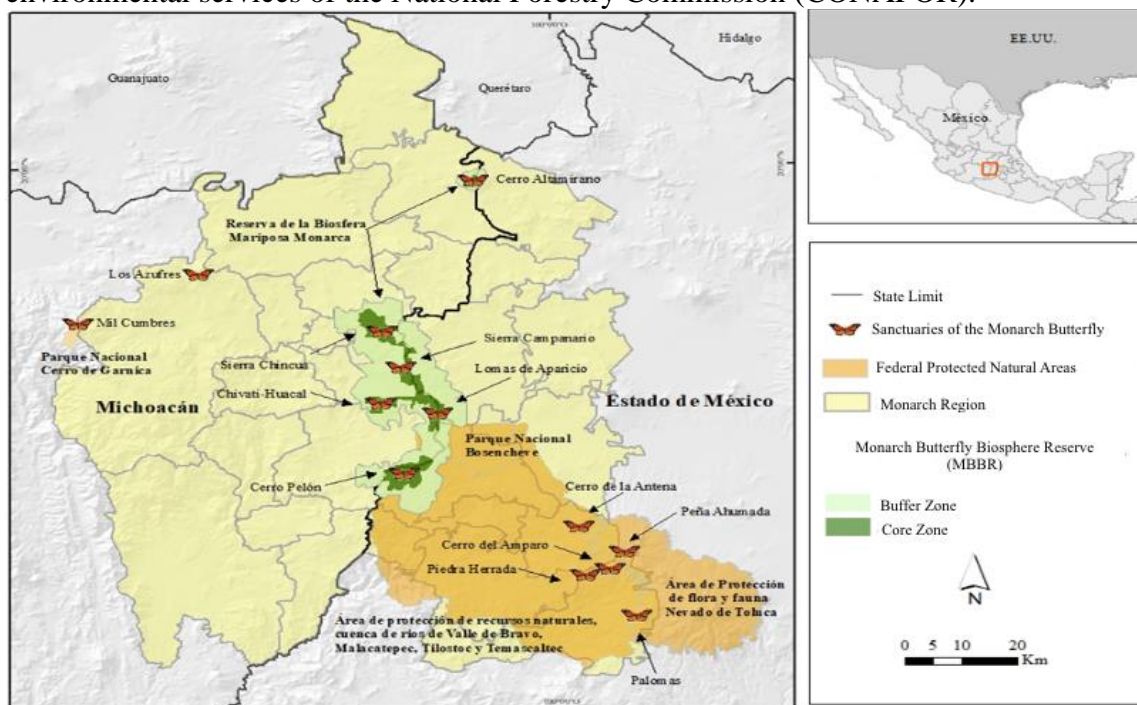 environmental services of the National Forestry Commission (CONAFOR).
Guanajuato
Querétaro
Hidalgo
Cerro Altamirano
Reserva de la Biosfera
Mariposa Monarca
Los Azufres
Mil Cumbres
Parque Nacional
Cerro de Garnica
Sierra Chincua
Sierra Campanario
Lomas de Aparicio
Chivati-Huacal
Michoacán
Estado de México
Parque Nacional
Bosencheve
Cerro Pelón
Cerro de la Antena
Peña Ahumada
Cerro del Amparo
Piedra Herrada
Área de Protección
de flora y fauna
Nevado de Toluca
Área de protección de recursos naturales,
cuenca de ríos de Valle de Bravo,
Malacatepec, Tilostoc y Temascaltec
Palomas
EE.UU.
México
State Limit
Sanctuaries of the Monarch Butterfly
Federal Protected Natural Areas
Monarch Region
Monarch Butterfly Biosphere Reserve
(MBBR)
Buffer Zone
Core Zone
N
0 5 10 20
Km